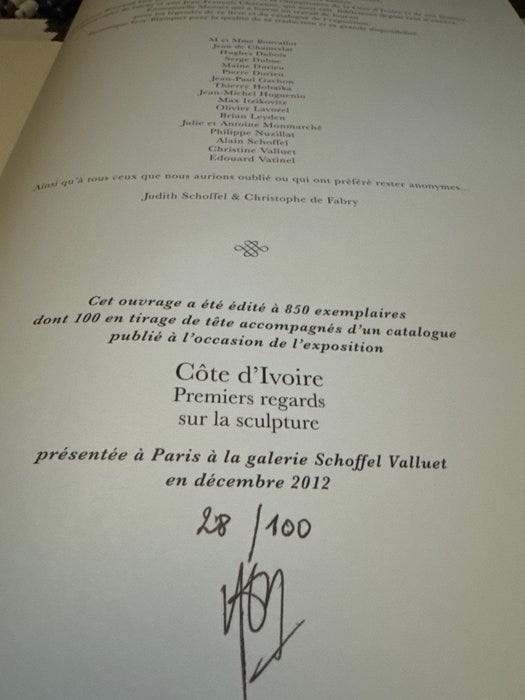 M et Mme Bonvallot
Jean de Chancelat
Hughes Dubois
Serge Dubuc
Maine Durieu
Pierre Durieu
Jean-Paul Gachon
Thierry Hobaika
Jean-Michel Huguenin
Max Itzikovitz
Olivier Lavorel
Brian Leyden
Julie et Antoine Monmarché
Philippe Nuzillat
Alain Schoffel
Christine Valluet
Edouard Vatinel
Ainsi qu'à tous ceux que nous aurions oublié ou qui ont préféré rester anonymes...
Judith Schoffel & Christophe de Fabry
Cet ouvrage a été édité à 850 exemplaires
dont 100 en tirage de tête accompagnés d'un catalogue
publié à l'occasion de l'exposition
Côte d'Ivoire
Premiers regards
sur la sculpture
présentée à Paris à la galerie Schoffel Valluet
en décembre 2012
28/100